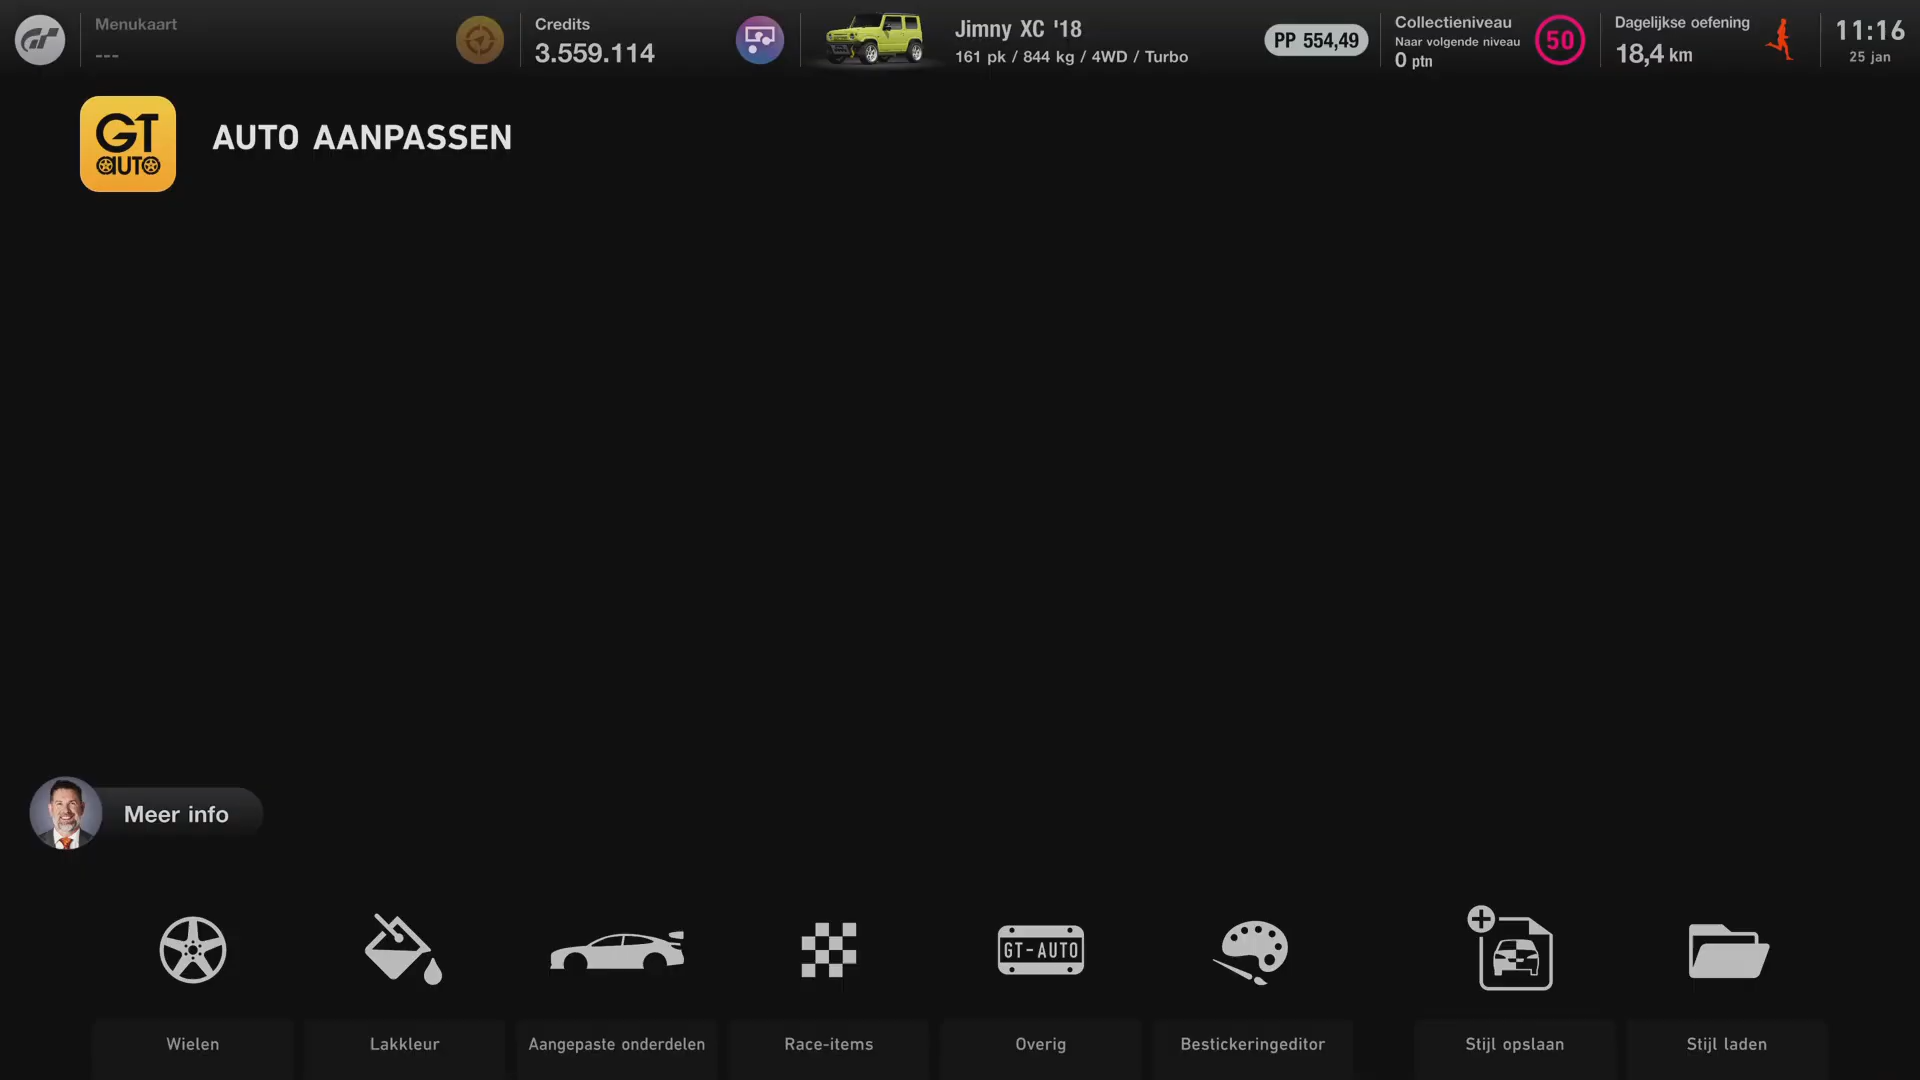 Menukaart
---
Credits
3.559.114
Jimny XC '18
161 pk / 844 kg / 4WD / Turbo
PP 554,49
Collectieniveau
Naar volgende niveau
0 ptn
50
Dagelijkse oefening
18,4 km
11:16
25 jan
GT
AUTO
AUTO AANPASSEN
Meer info
GT-AUTO
Wielen
Lakkleur
Aangepaste onderdelen
Race-items
Overig
Bestickeringeditor
Stijl opslaan
Stijl laden